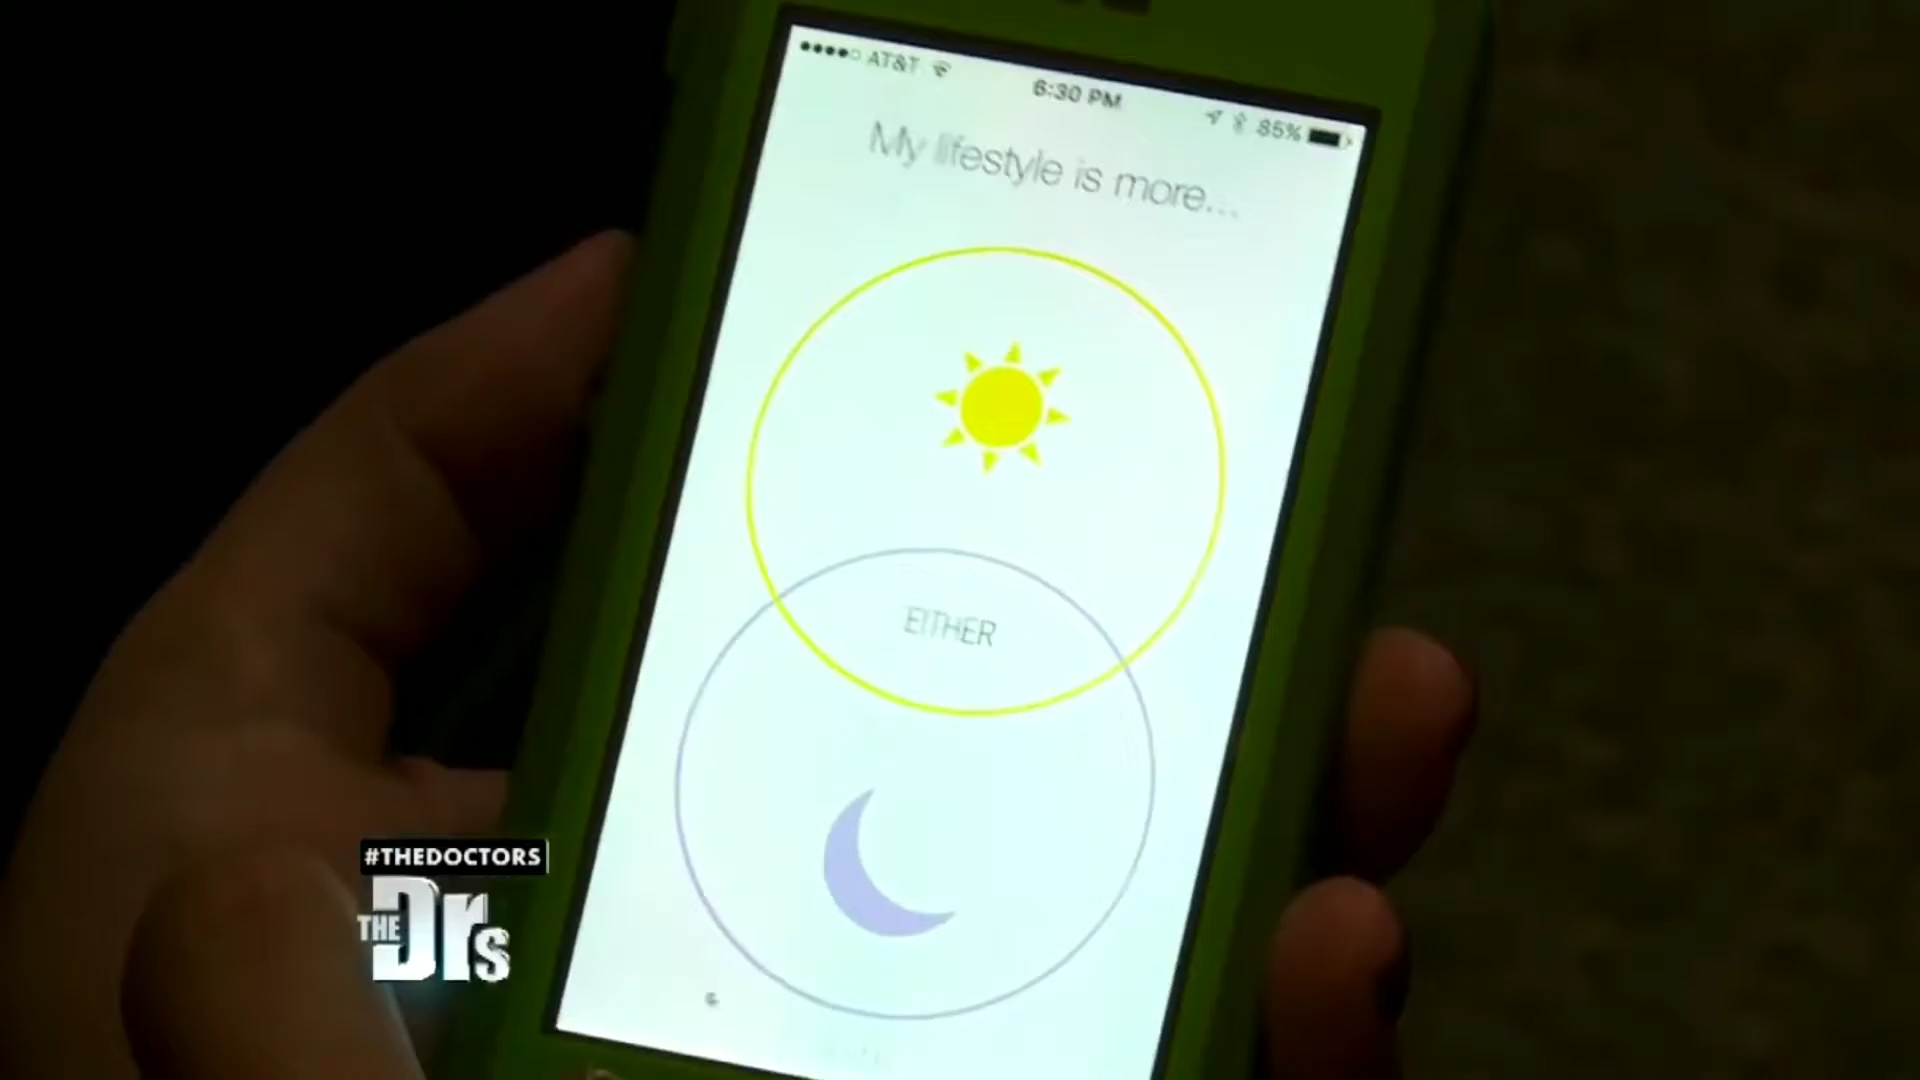 AT&T
6:30 PM
85%
My lifestyle is more...
EITHER
#THEDOCTORS
THE Drs